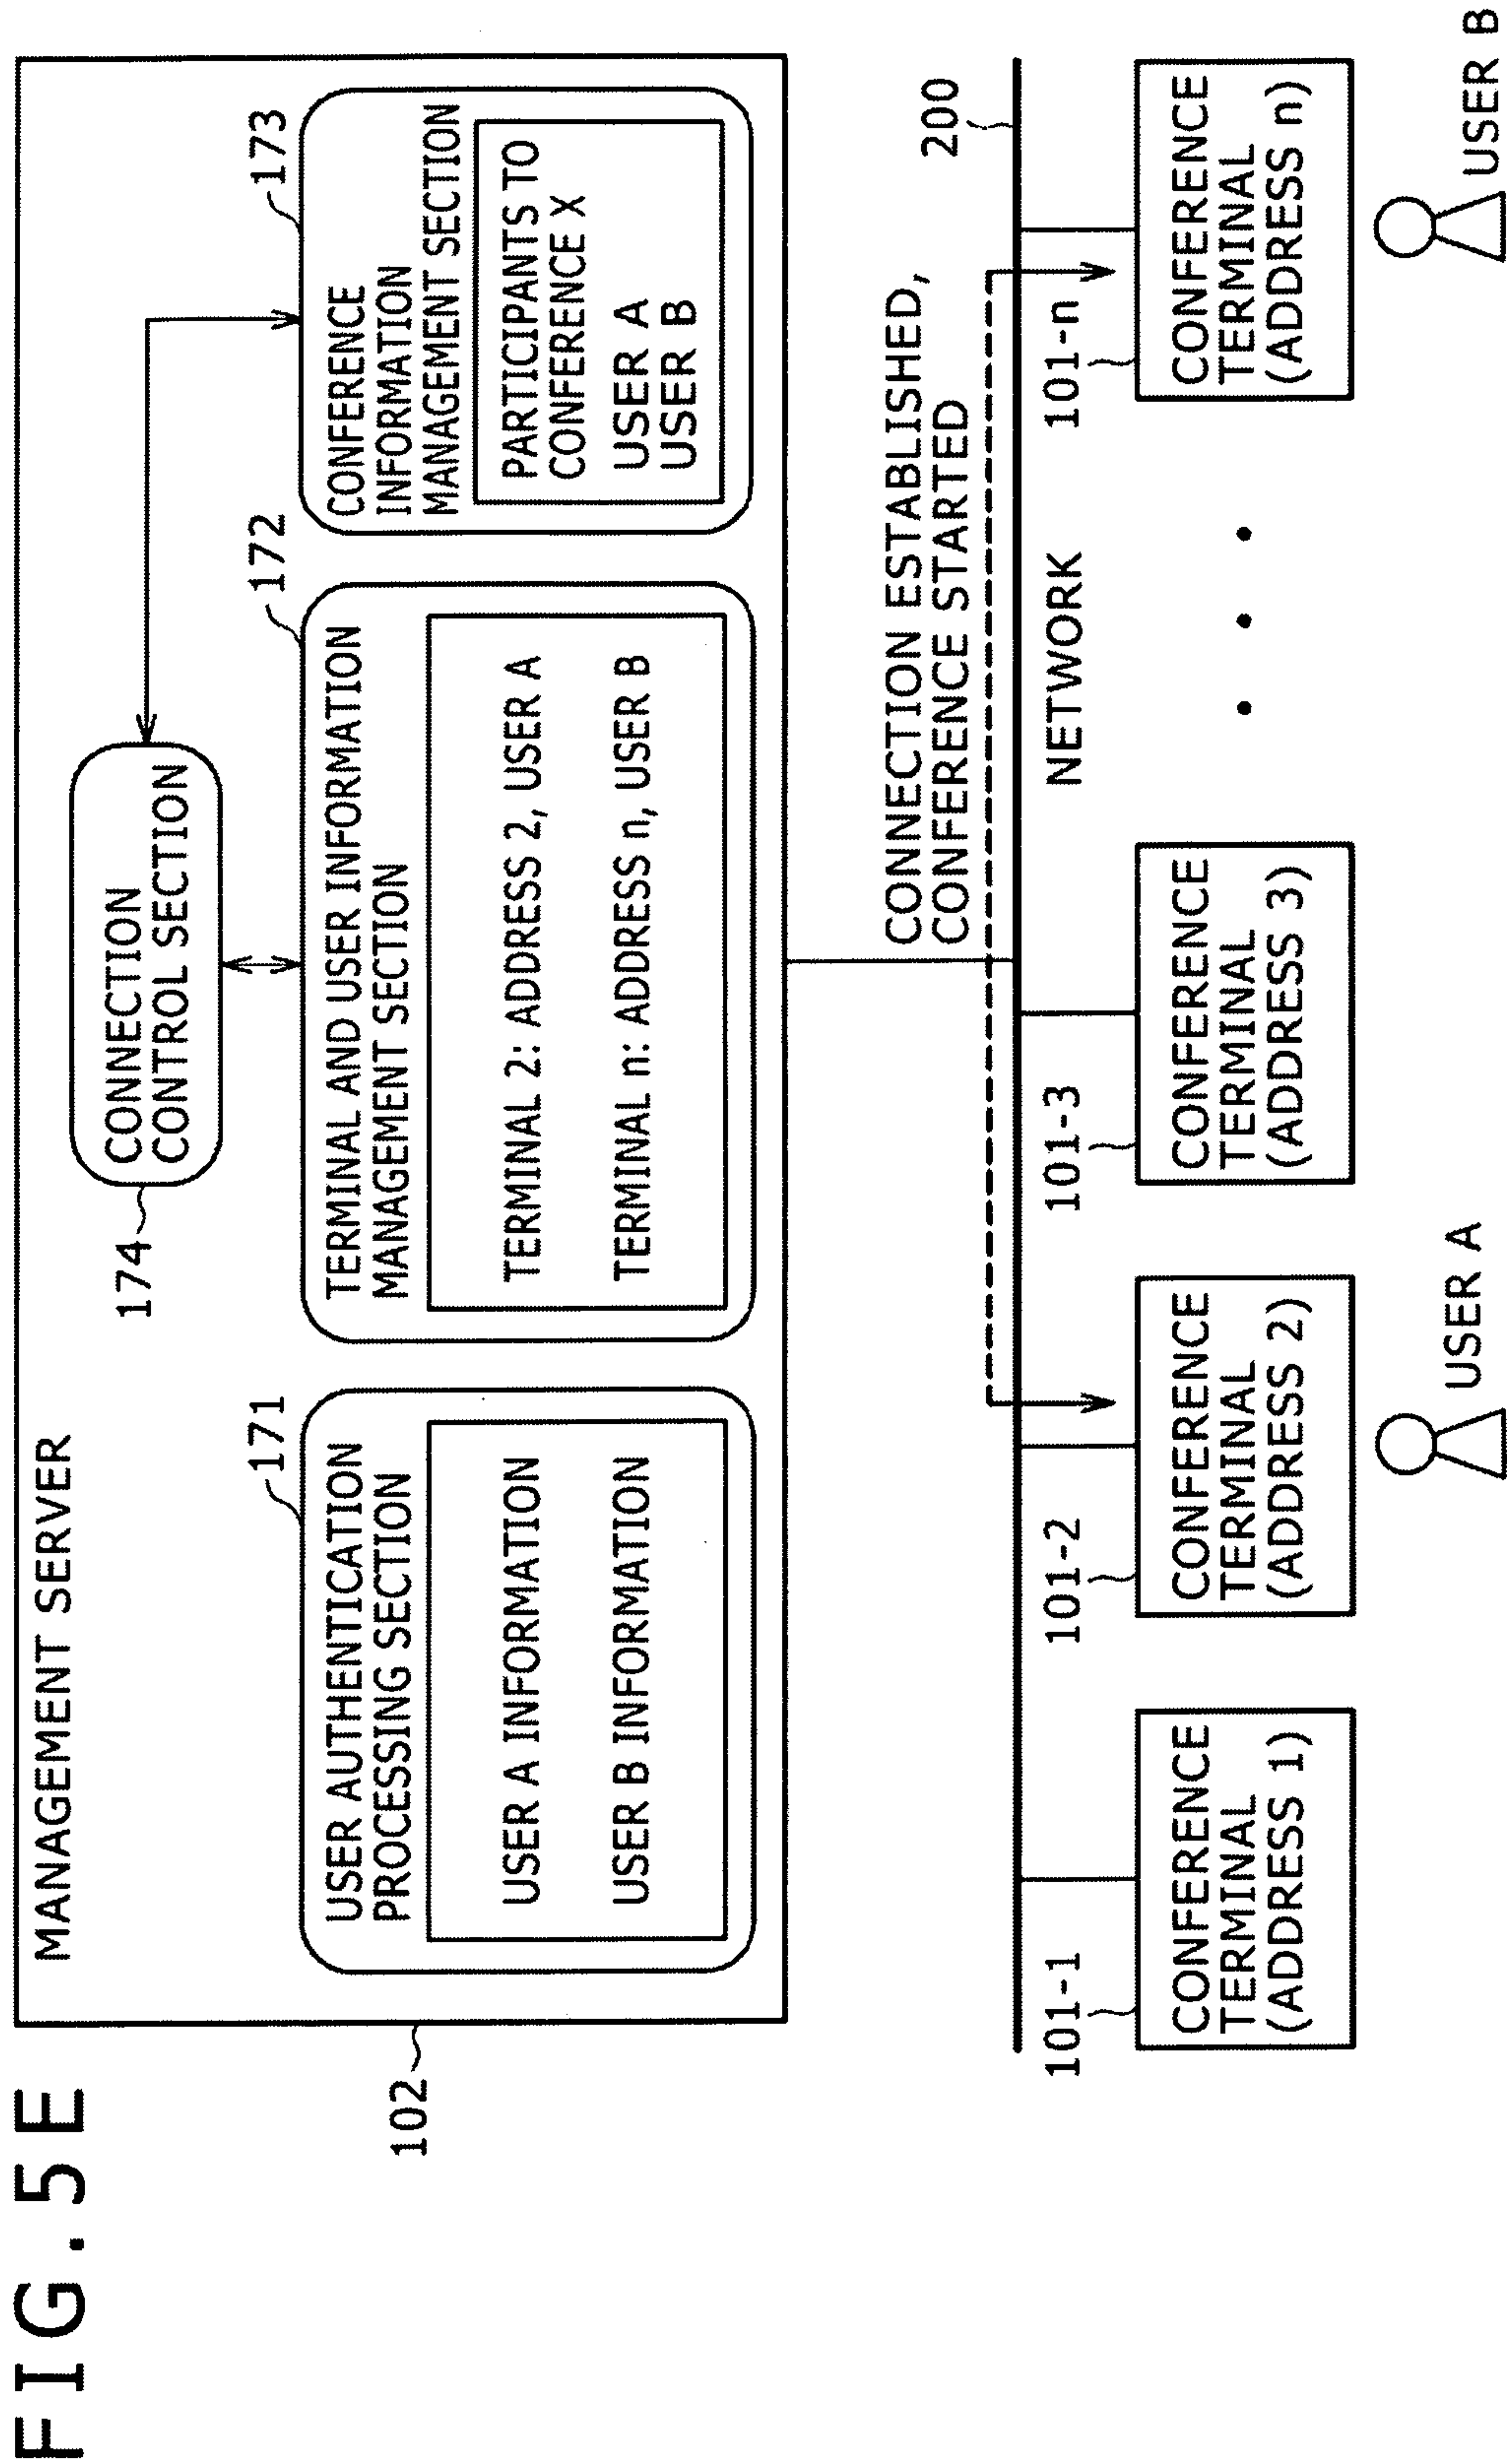 FIG. 5E
MANAGEMENT SERVER
102
174
CONNECTION
CONTROL SECTION
171
USER AUTHENTICATION
PROCESSING SECTION
USER A INFORMATION
USER B INFORMATION
172
TERMINAL AND USER INFORMATION
MANAGEMENT SECTION
TERMINAL 2: ADDRESS 2, USER A
TERMINAL n: ADDRESS n, USER B
173
CONFERENCE
INFORMATION
MANAGEMENT SECTION
PARTICIPANTS TO
CONFERENCE X
USER A
USER B
CONNECTION ESTABLISHED,
CONFERENCE STARTED
200
NETWORK
101-1
CONFERENCE
TERMINAL
(ADDRESS 1)
101-2
CONFERENCE
TERMINAL
(ADDRESS 2)
USER A
101-3
CONFERENCE
TERMINAL
(ADDRESS 3)
• • •
101-n
CONFERENCE
TERMINAL
(ADDRESS n)
USER B